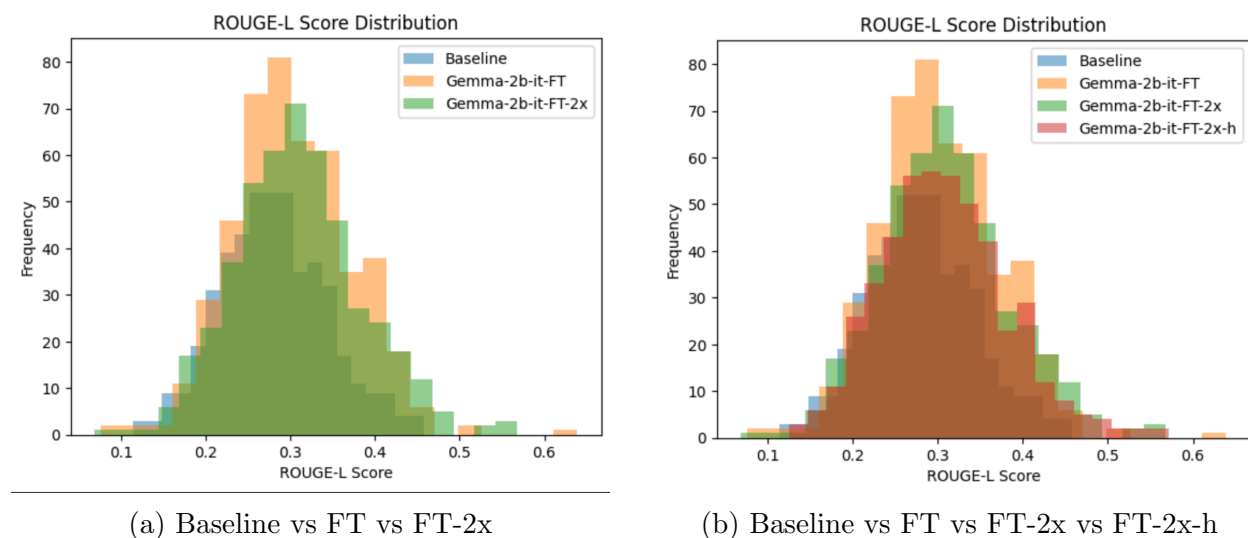 ROUGE-L Score Distribution
Baseline
Gemma-2b-it-FT
Gemma-2b-it-FT-2x
Frequency
80
70
60
50
40
30
20
10
0
0.1 0.2 0.3 0.4 0.5 0.6
ROUGE-L Score
(a) Baseline vs FT vs FT-2x
ROUGE-L Score Distribution
Baseline
Gemma-2b-it-FT
Gemma-2b-it-FT-2x
Gemma-2b-it-FT-2x-h
Frequency
80
70
60
50
40
30
20
10
0
0.1 0.2 0.3 0.4 0.5 0.6
ROUGE-L Score
(b) Baseline vs FT vs FT-2x vs FT-2x-h